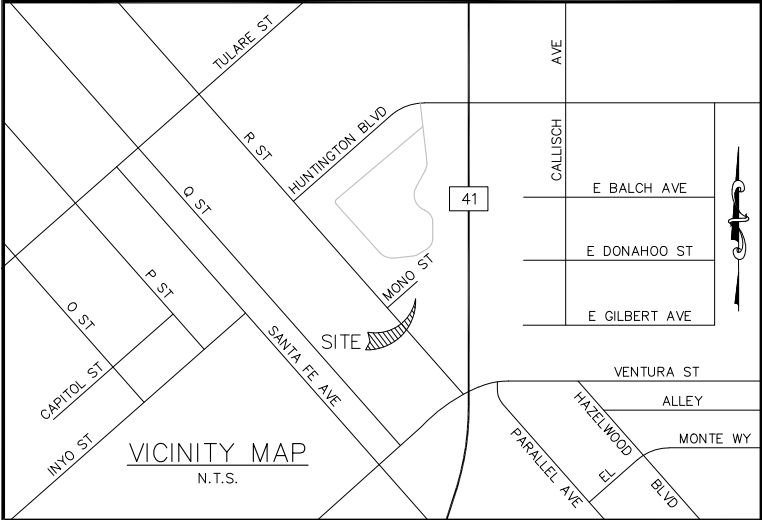 TULARE ST
AVE
HUNTINGTON BLVD
R ST
CALLISCH
E BALCH AVE
41
Q ST
E DONAHOO ST
MONO ST
P ST
E GILBERT AVE
O ST
SITE
SANTA FE AVE
VENTURA ST
CAPITOL ST
HAZELWOOD
BLVD
ALLEY
INYO ST
PARALLEL AVE
EL
MONTE WY
VICINITY MAP
N.T.S.